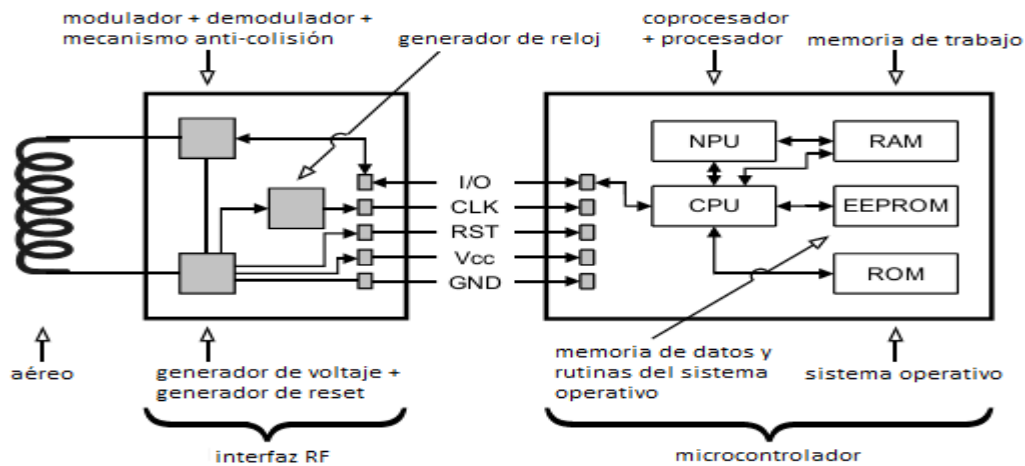 modulador + demodulador +
mecanismo anti-colisión
generador de reloj
coprocesador
+ procesador
memoria de trabajo
NPU
RAM
I/O
CPU
EEPROM
CLK
RST
Vcc
GND
ROM
aéreo
generador de voltaje +
generador de reset
memoria de datos y
rutinas del sistema
operativo
sistema operativo
interfaz RF
microcontrolador